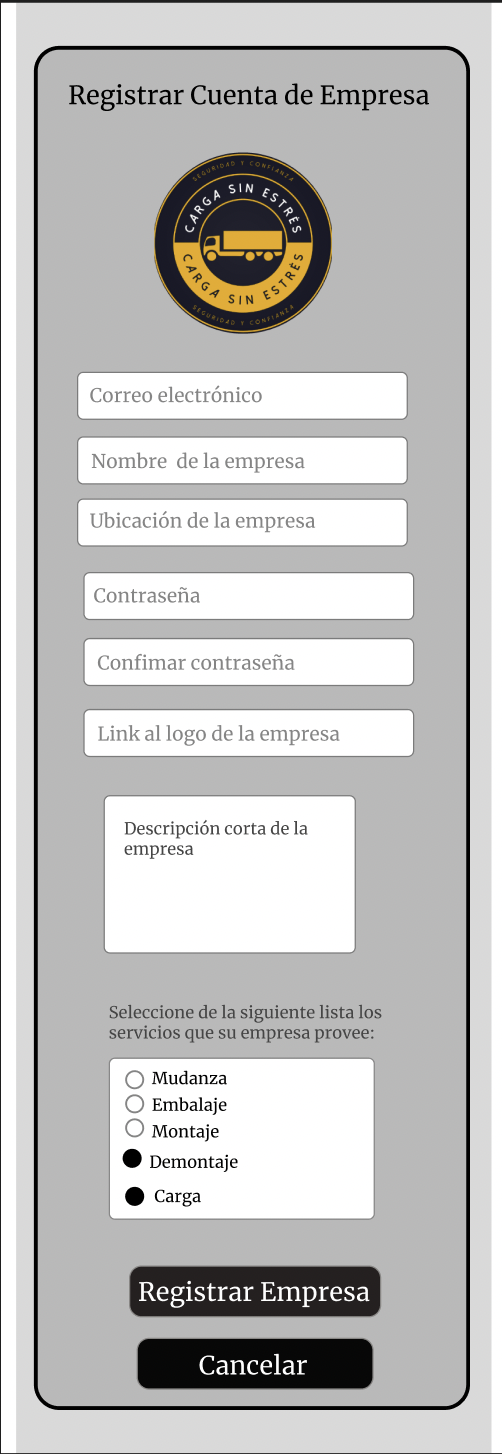 Registrar Cuenta de Empresa
SEGURIDAD Y CONFIANZA
CARGA SIN ESTRÉS
CARGA SIN ESTRÉS
SEGURIDAD Y CONFIANZA
Correo electrónico
Nombre  de la empresa
Ubicación de la empresa
Contraseña
Confimar contraseña
Link al logo de la empresa
Descripción corta de la
empresa
Seleccione de la siguiente lista los
servicios que su empresa provee:
Mudanza
Embalaje
Montaje
Demontaje
Carga
Registrar Empresa
Cancelar